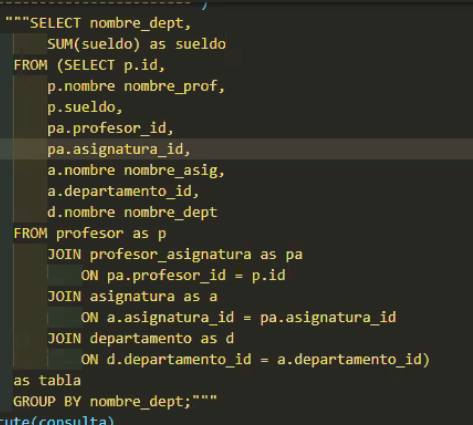 """SELECT nombre_dept,
SUM(sueldo) as sueldo
FROM (SELECT p.id,
p.nombre nombre_prof,
p.sueldo,
pa.profesor_id,
pa.asignatura_id,
a.nombre nombre_asig,
a.departamento_id,
d.nombre nombre_dept
FROM profesor as p
JOIN profesor_asignatura as pa
ON pa.profesor_id = p.id
JOIN asignatura as a
ON a.asignatura_id = pa.asignatura_id
JOIN departamento as d
ON d.departamento_id = a.departamento_id)
as tabla
GROUP BY nombre_dept;"""
cute(consulta)